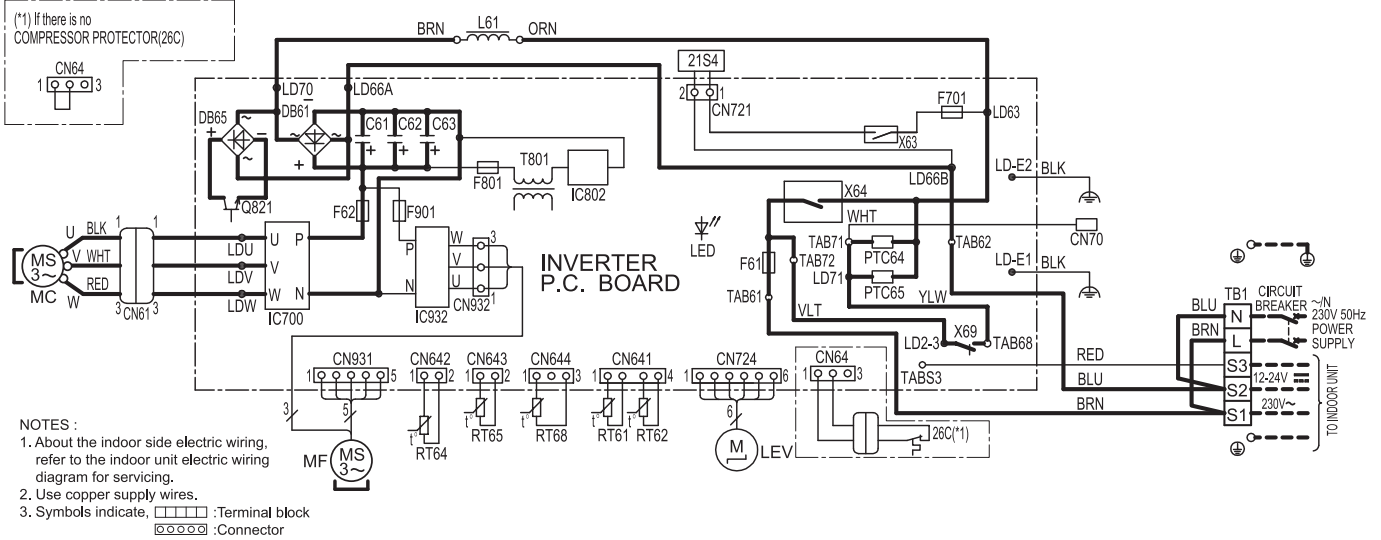 (*1) If there is no
COMPRESSOR PROTECTOR(26C)
CN64
1 3
BRN L61 ORN
21S4
2 1
CN721
F701
LD63
X63
LD70 LD66A
DB65 DB61
~ −
+ −
~ ~
~ +
C61 C62 C63
+ + +
Q821
F801
T801
IC802
F62 F901
LD66B
LD-E2 BLK
X64
WHT
LED
TAB71
TAB72
PTC64
TAB62
CN70
F61
LD71
PTC65
LD-E1 BLK
TAB61
YLW
VLT
LD2-3 X69 TAB68
U BLK 1 1
V WHT
RED
W 3 3
MS
3~
MC
CN61
LDU
LDV
LDW
U P
V
W N
IC700
P
N
W
V
U
IC932
3
1
CN932
INVERTER
P.C. BOARD
CN931
1 5
CN642
1 2
CN643
1 2
CN644
1 3
CN641
1 4
CN724
1 6
CN64
1 3
TABS3
3
5
t°
RT64
t°
RT65
t°
RT68
t°
RT61
t°
RT62
6
M
LEV
26C(*1)
MF
MS
3~
RED
BLU
BRN
BLU
BRN
TB1
N
L
S3
S2
S1
CIRCUIT
BREAKER
~/N
230V 50Hz
POWER
SUPPLY
12-24V
230V~
TO INDOOR UNIT
NOTES :
1. About the indoor side electric wiring,
refer to the indoor unit electric wiring
diagram for servicing.
2. Use copper supply wires.
3. Symbols indicate, :Terminal block
:Connector